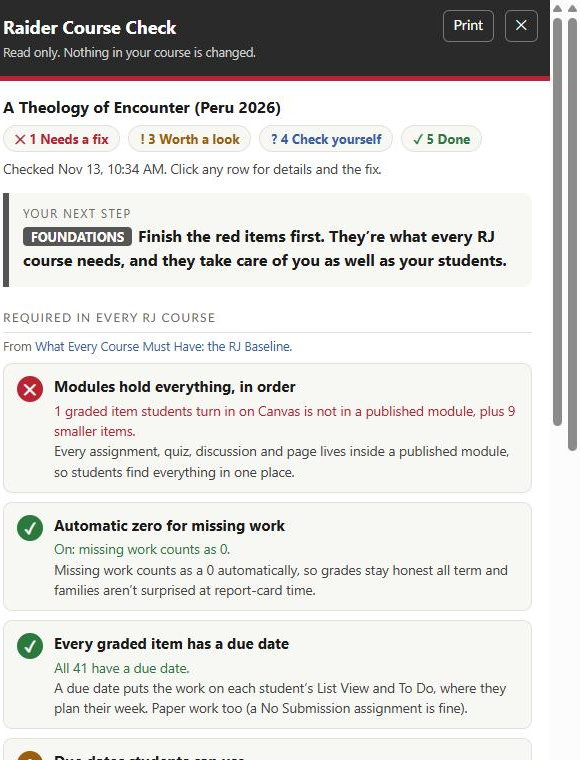 Raider Course Check
Print
✕
Read only. Nothing in your course is changed.
A Theology of Encounter (Peru 2026)
✕ 1 Needs a fix
! 3 Worth a look
? 4 Check yourself
✓ 5 Done
Checked Nov 13, 10:34 AM. Click any row for details and the fix.
YOUR NEXT STEP
FOUNDATIONS Finish the red items first. They’re what every RJ
course needs, and they take care of you as well as your students.
REQUIRED IN EVERY RJ COURSE
From What Every Course Must Have: the RJ Baseline.
Modules hold everything, in order
1 graded item students turn in on Canvas is not in a published module, plus 9
smaller items.
Every assignment, quiz, discussion and page lives inside a published module,
so students find everything in one place.
Automatic zero for missing work
On: missing work counts as 0.
Missing work counts as a 0 automatically, so grades stay honest all term and
families aren’t surprised at report-card time.
Every graded item has a due date
All 41 have a due date.
A due date puts the work on each student’s List View and To Do, where they
plan their week. Paper work too (a No Submission assignment is fine).